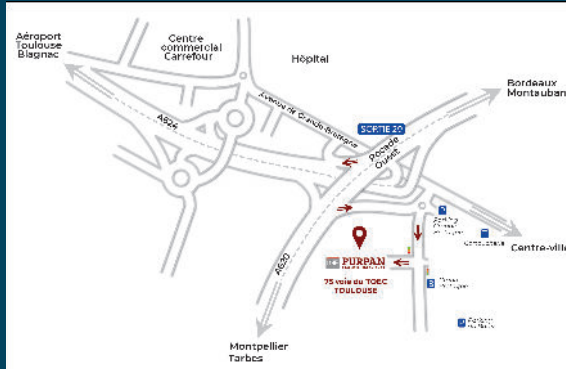 Aéroport
Toulouse
Blagnac
Centre
commercial
Carrefour
Hôpital
Bordeaux
Montauban
Avenue de Grande-Bretagne
SORTIE 29
Rocade
Ouest
A624
A620
Centre-ville
PURPAN
75 voie du TOEC
TOULOUSE
Montpellier
Tarbes